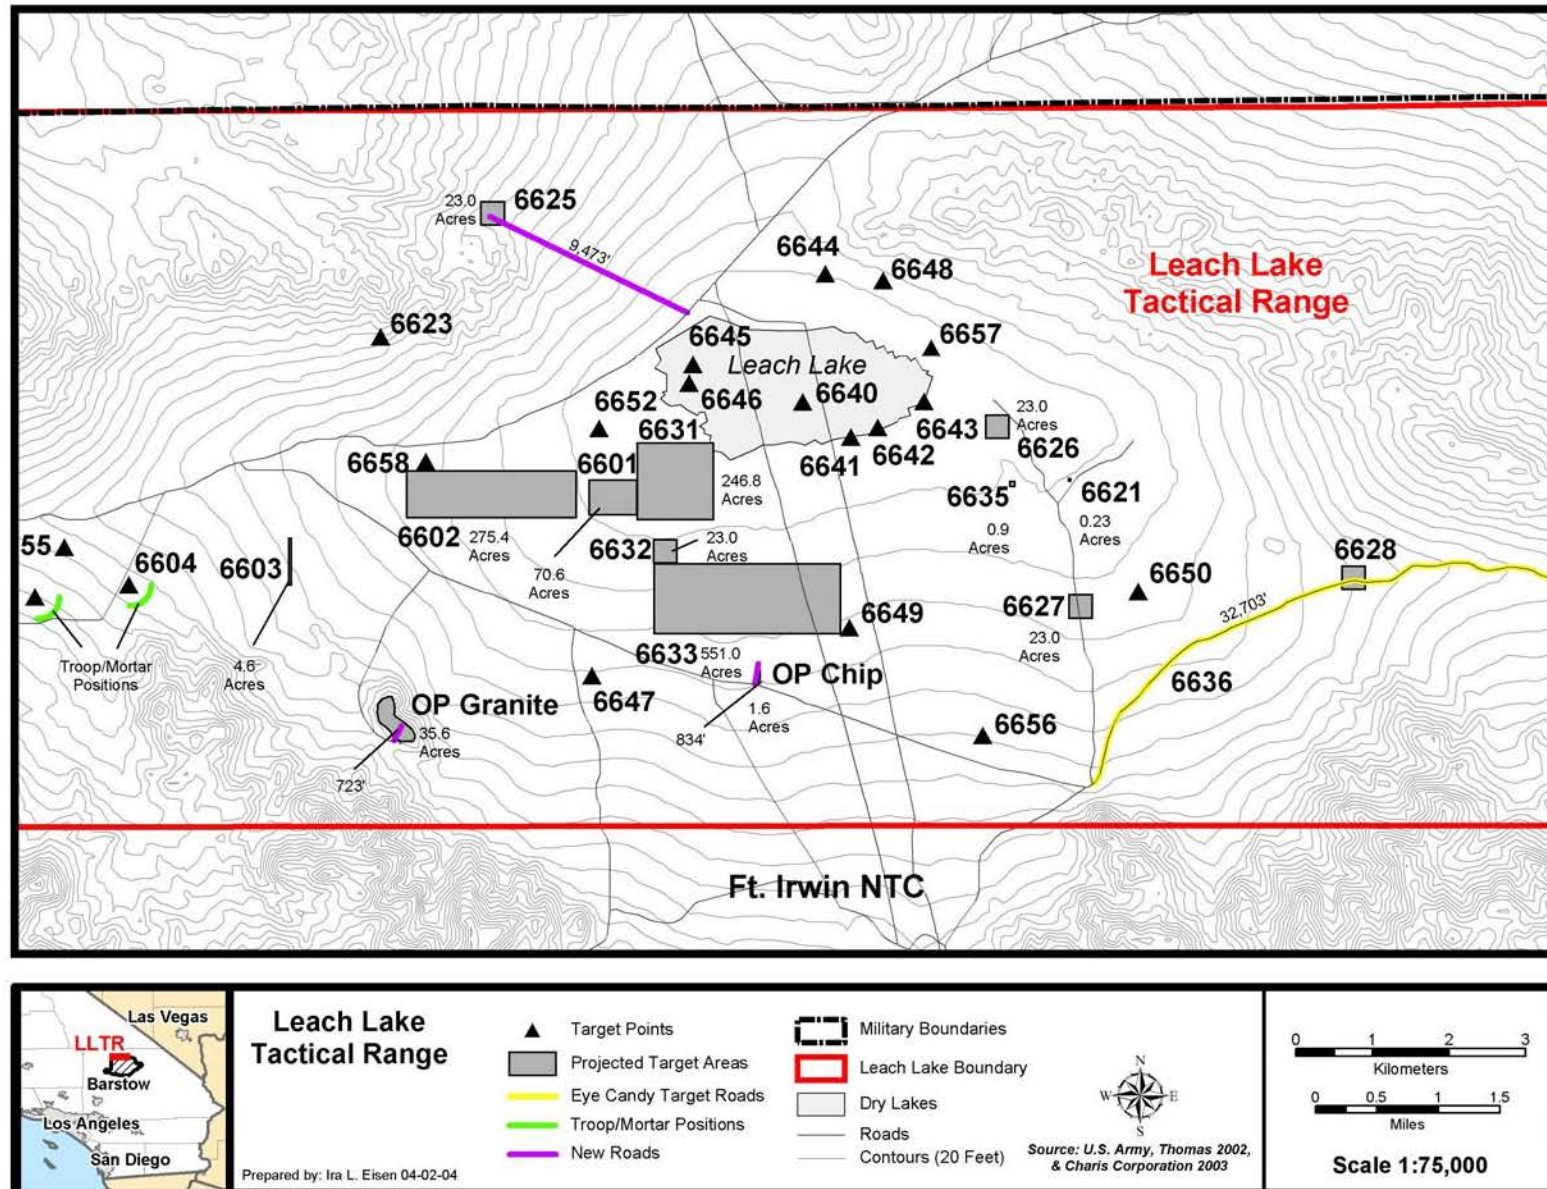 23.0
Acres
6625
9,473'
6644
6648
Leach Lake
Tactical Range
6623
6645
6657
Leach Lake
6646
6640
6652
6631
6643
23.0
Acres
6626
6642
6641
6658
6601
246.8
Acres
6635
6621
0.9
Acres
0.23
Acres
6602
275.4
Acres
6632
23.0
Acres
70.6
Acres
55
6604
6603
6628
6650
6627
32,703'
23.0
Acres
6649
6633
551.0
Acres
Troop/Mortar
Positions
4.6
Acres
OP Chip
6636
OP Granite
6647
1.6
Acres
834'
35.6
Acres
6656
723'
Ft. Irwin NTC
Las Vegas
LLTR
Barstow
Los Angeles
San Diego
Leach Lake
Tactical Range
Prepared by: Ira L. Eisen 04-02-04
Target Points
Projected Target Areas
Eye Candy Target Roads
Troop/Mortar Positions
New Roads
Military Boundaries
Leach Lake Boundary
Dry Lakes
Roads
Contours (20 Feet)
N
W E
S
Source: U.S. Army, Thomas 2002,
& Charis Corporation 2003
0 1 2 3
Kilometers
0 0.5 1 1.5
Miles
Scale 1:75,000